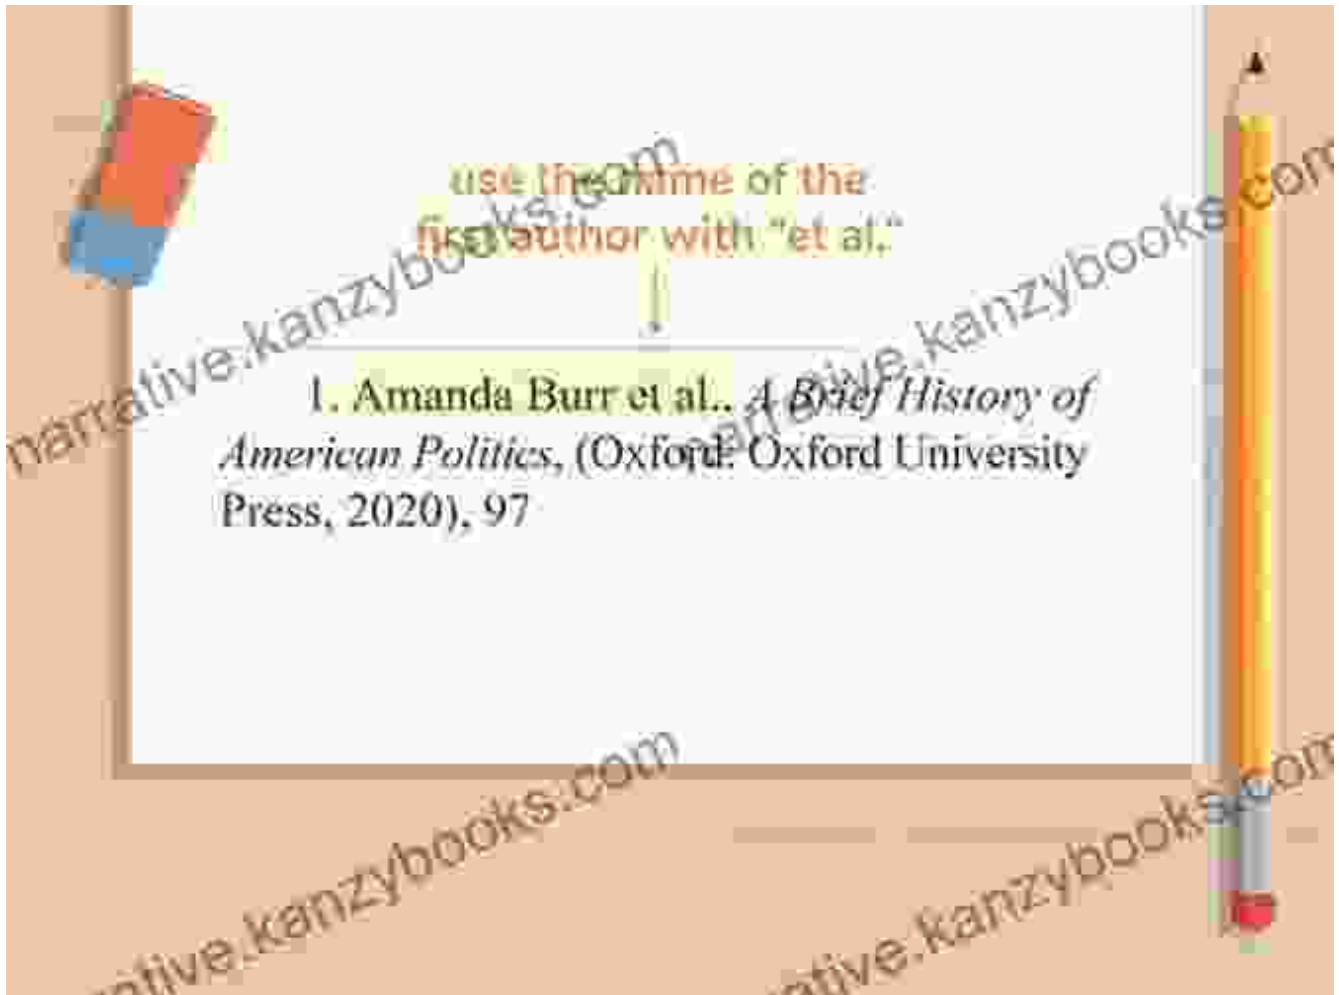 use the name of the
first author with "et al."
1. Amanda Burr et al., A Brief History of
American Politics, (Oxford: Oxford University
Press, 2020), 97
narrative.kanzybooks.com
narrative.kanzybooks.com
narrative.kanzybooks.com
narrative.kanzybooks.com